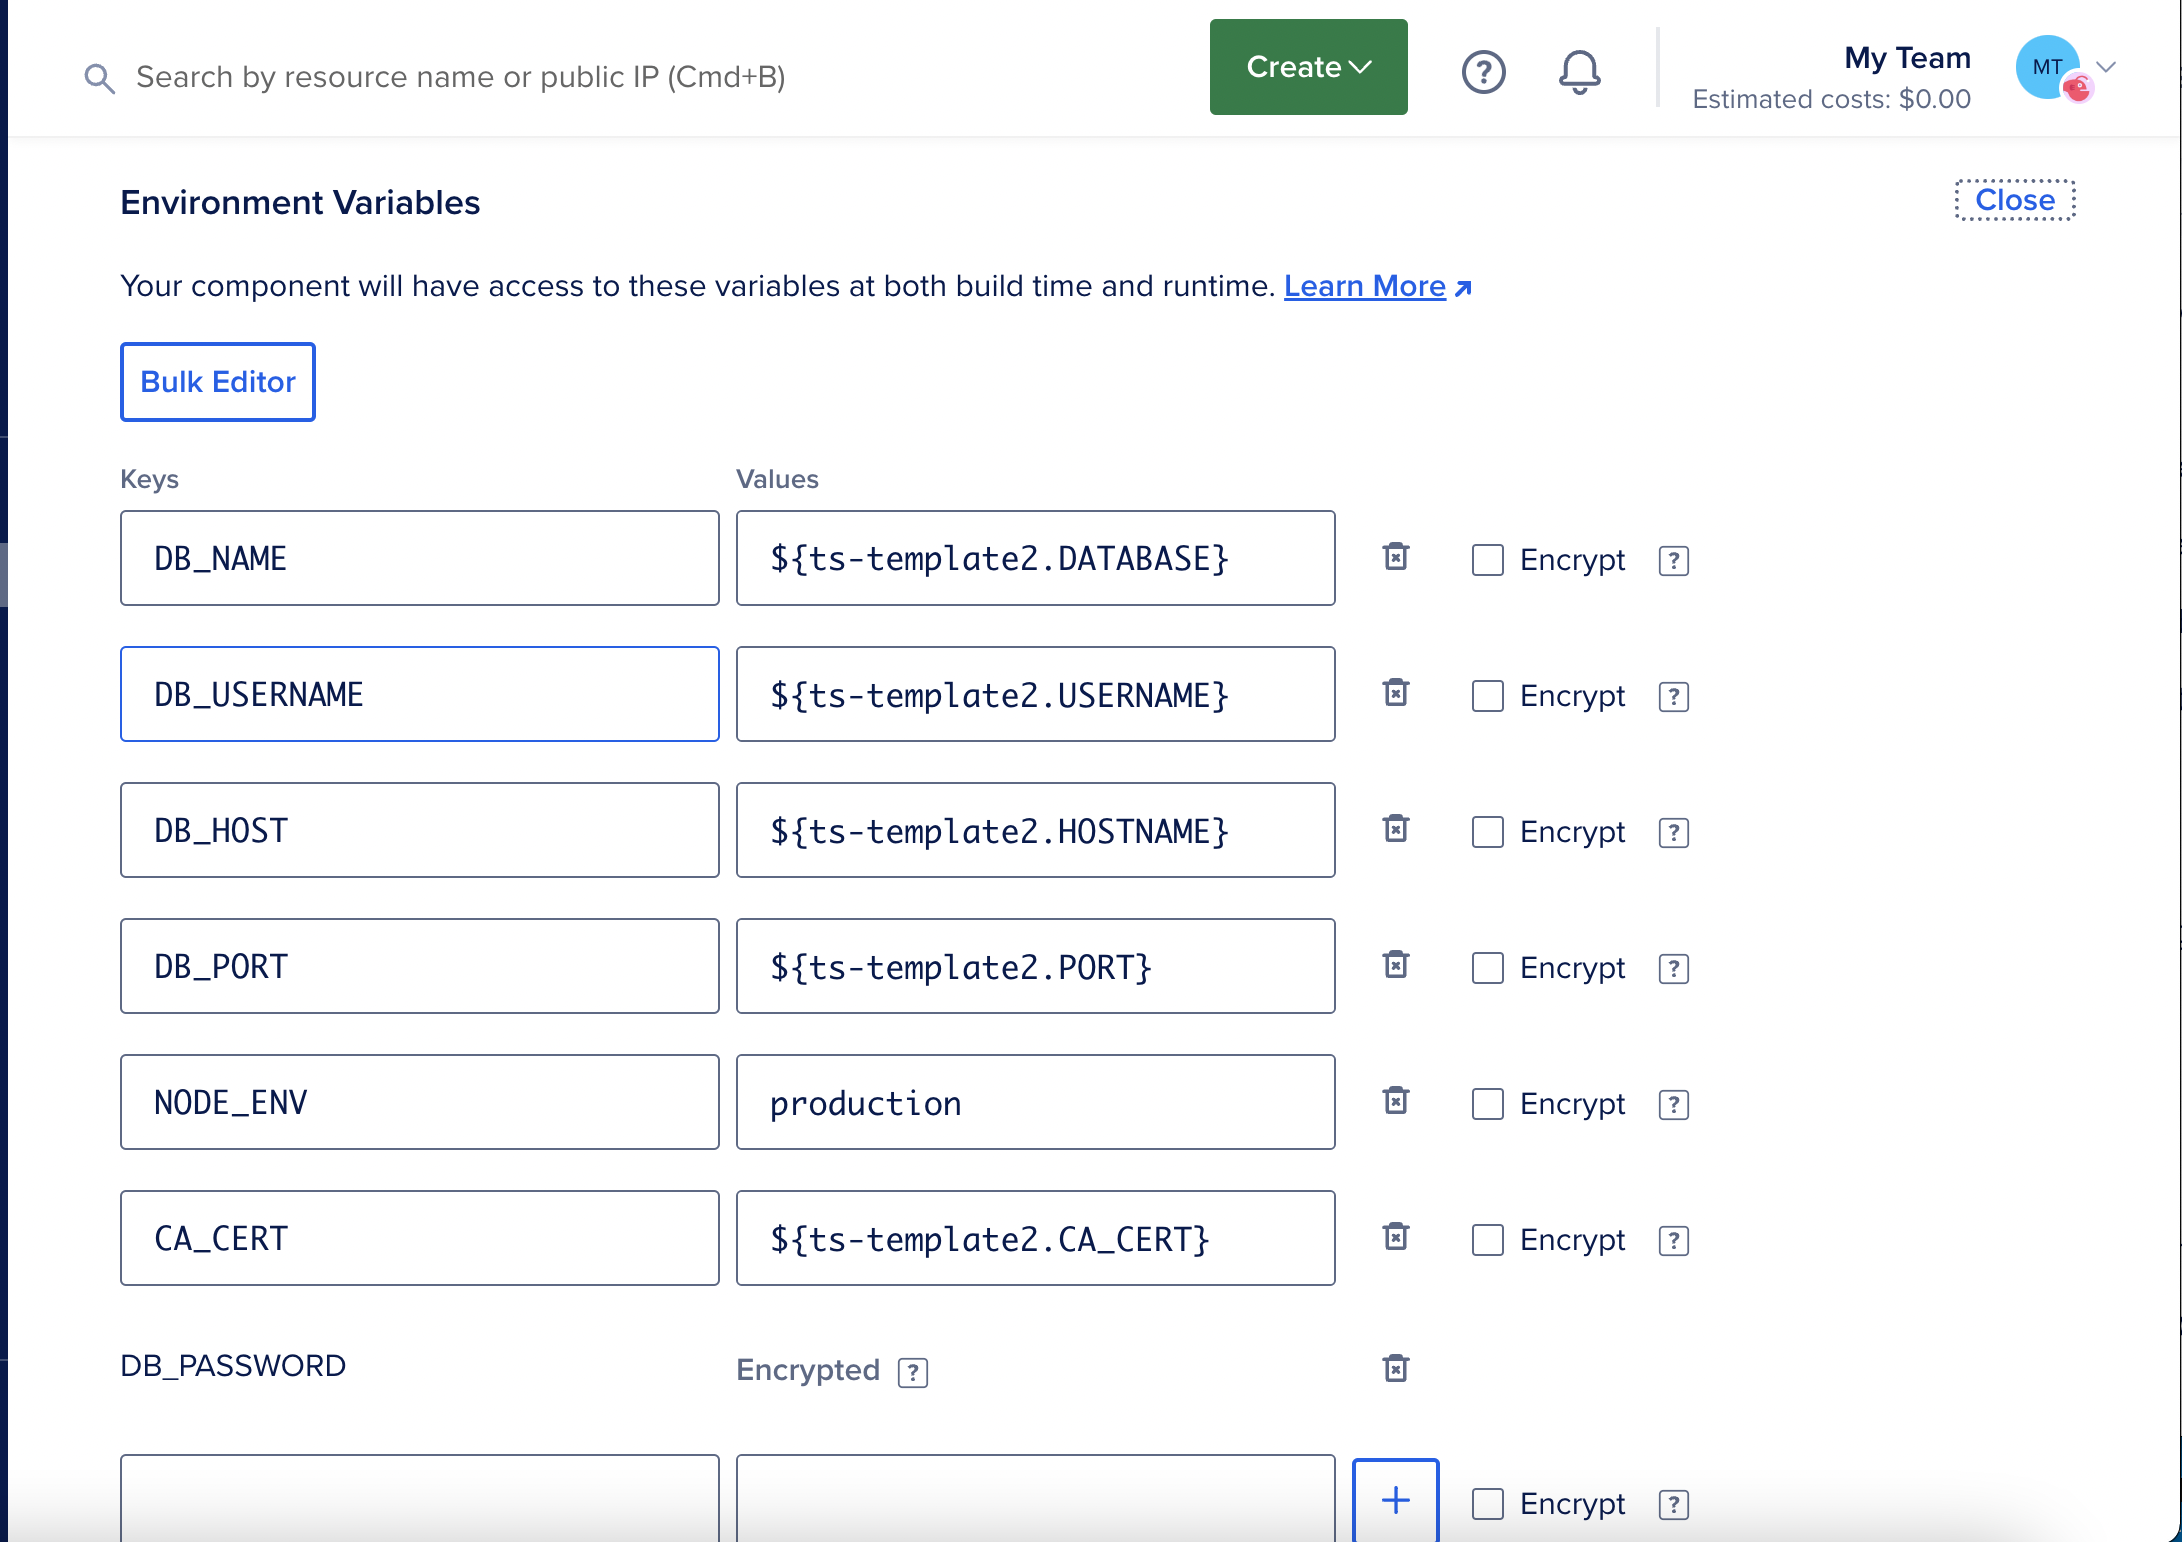 Search by resource name or public IP (Cmd+B)
Create
?
My Team
Estimated costs: $0.00
MT
Environment Variables
Close
Your component will have access to these variables at both build time and runtime. Learn More
Bulk Editor
Keys Values
DB_NAME ${ts-template2.DATABASE} Encrypt ?
DB_USERNAME ${ts-template2.USERNAME} Encrypt ?
DB_HOST ${ts-template2.HOSTNAME} Encrypt ?
DB_PORT ${ts-template2.PORT} Encrypt ?
NODE_ENV production Encrypt ?
CA_CERT ${ts-template2.CA_CERT} Encrypt ?
DB_PASSWORD Encrypted ?
+ Encrypt ?